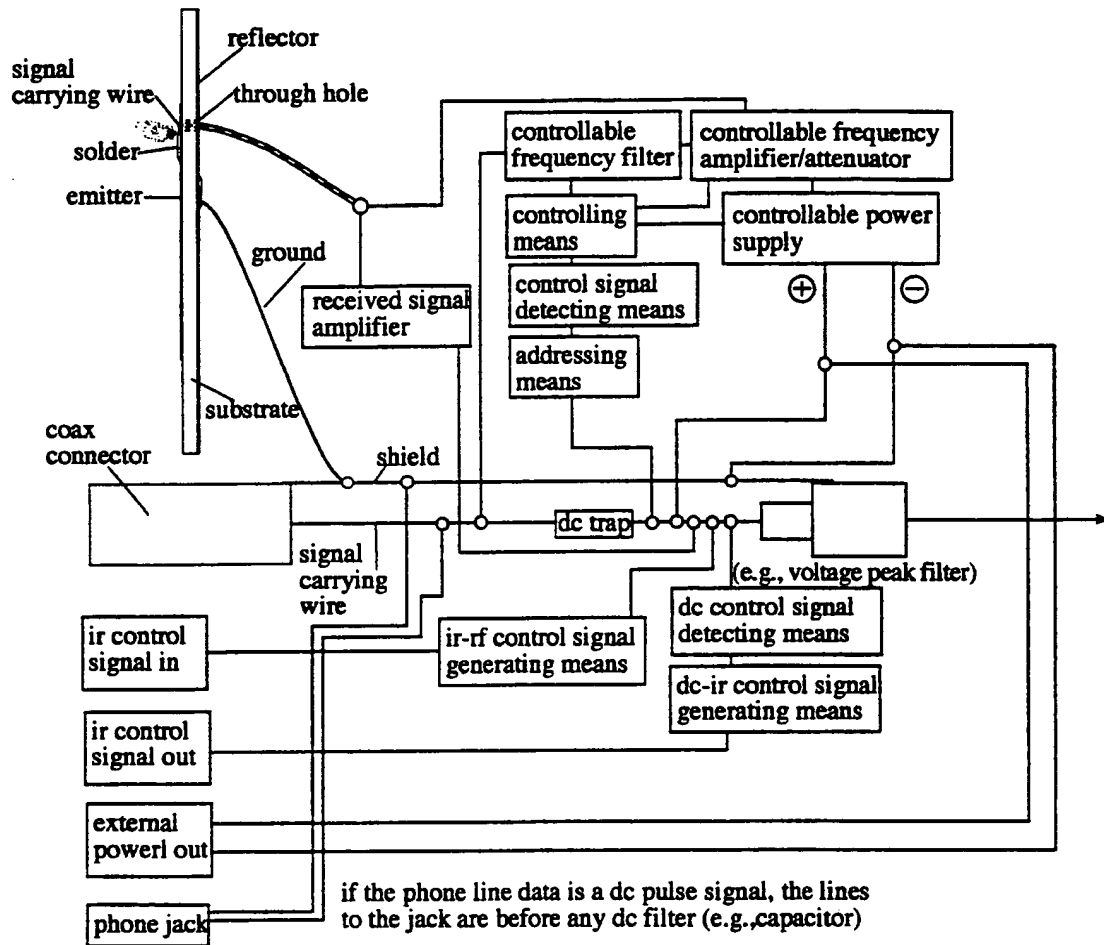 reflector
signal
carrying wire
through hole
solder
emitter
ground
substrate
controllable
frequency filter
controllable frequency
amplifier/attenuator
controlling
means
controllable power
supply
control signal
detecting means
addressing
means
received signal
amplifier
+
−
coax
connector
shield
dc trap
signal
carrying
wire
(e.g., voltage peak filter)
ir control
signal in
ir-rf control signal
generating means
dc control signal
detecting means
dc-ir control signal
generating means
ir control
signal out
external
powerl out
phone jack
if the phone line data is a dc pulse signal, the lines
to the jack are before any dc filter (e.g.,capacitor)